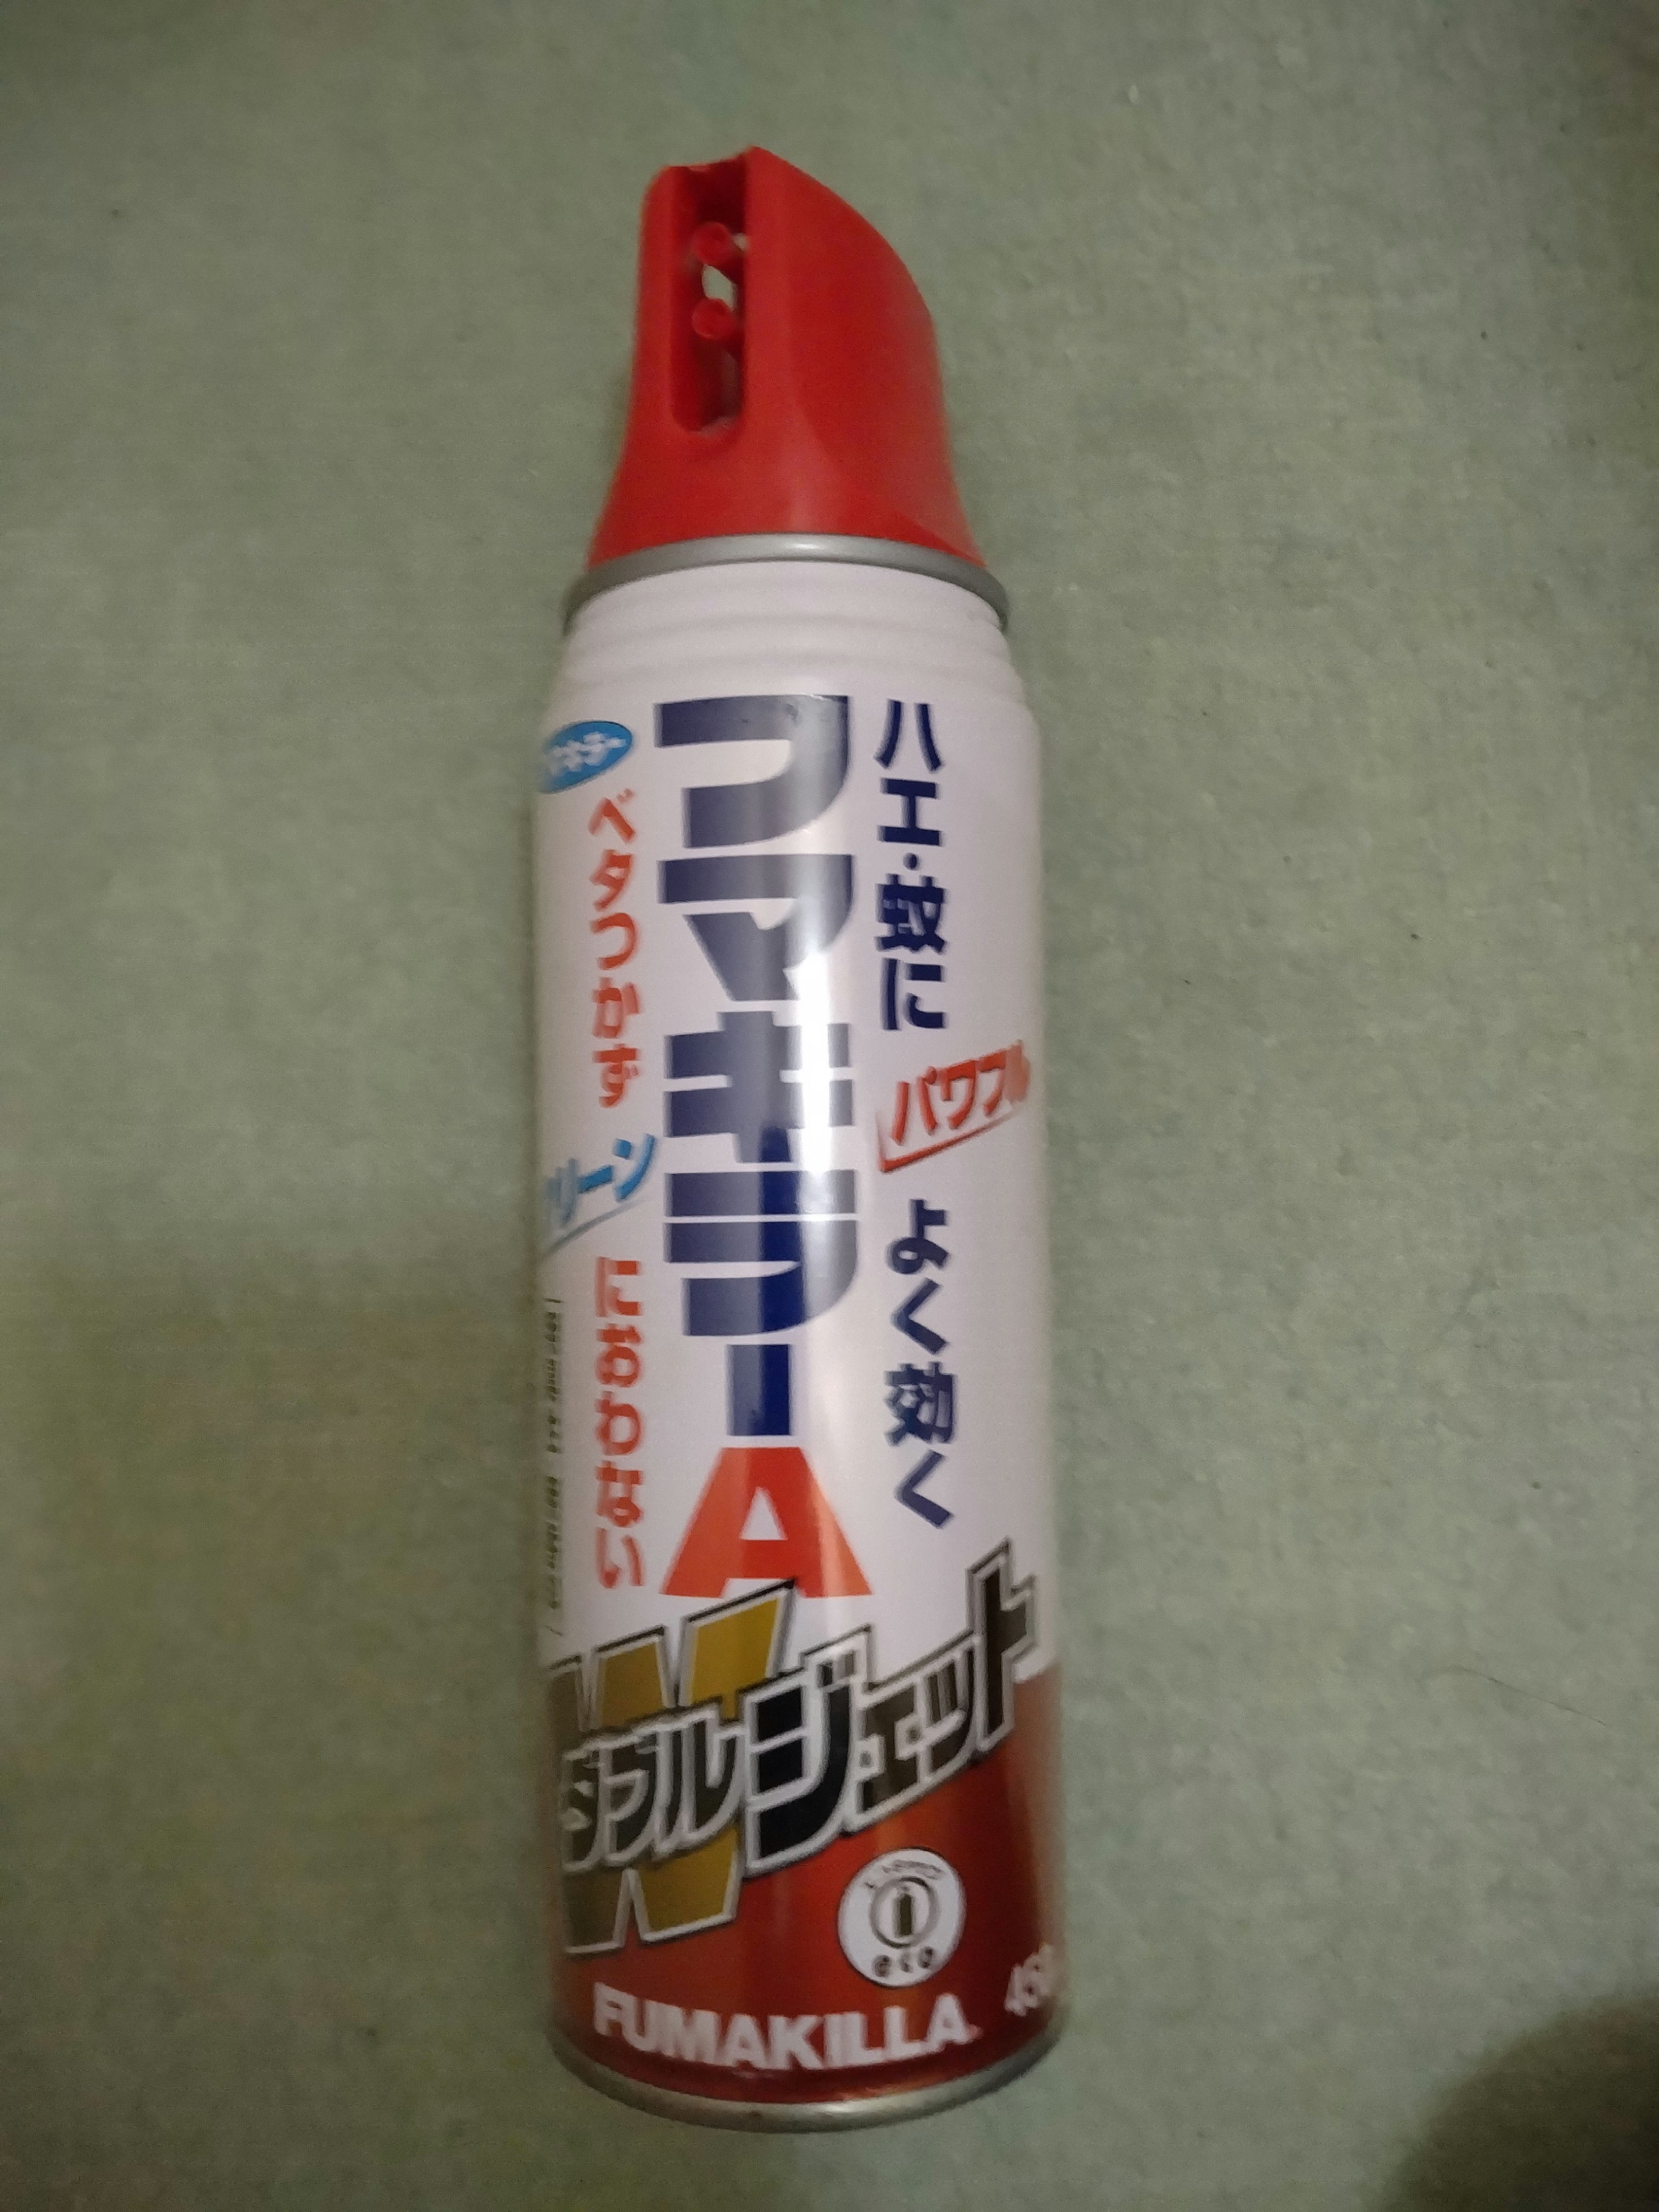 ハエ・蚊に
パワフル
よく効く
フマキラーA
ベタつかず
におわない
W
ダブルジェット
eco
FUMAKILLA